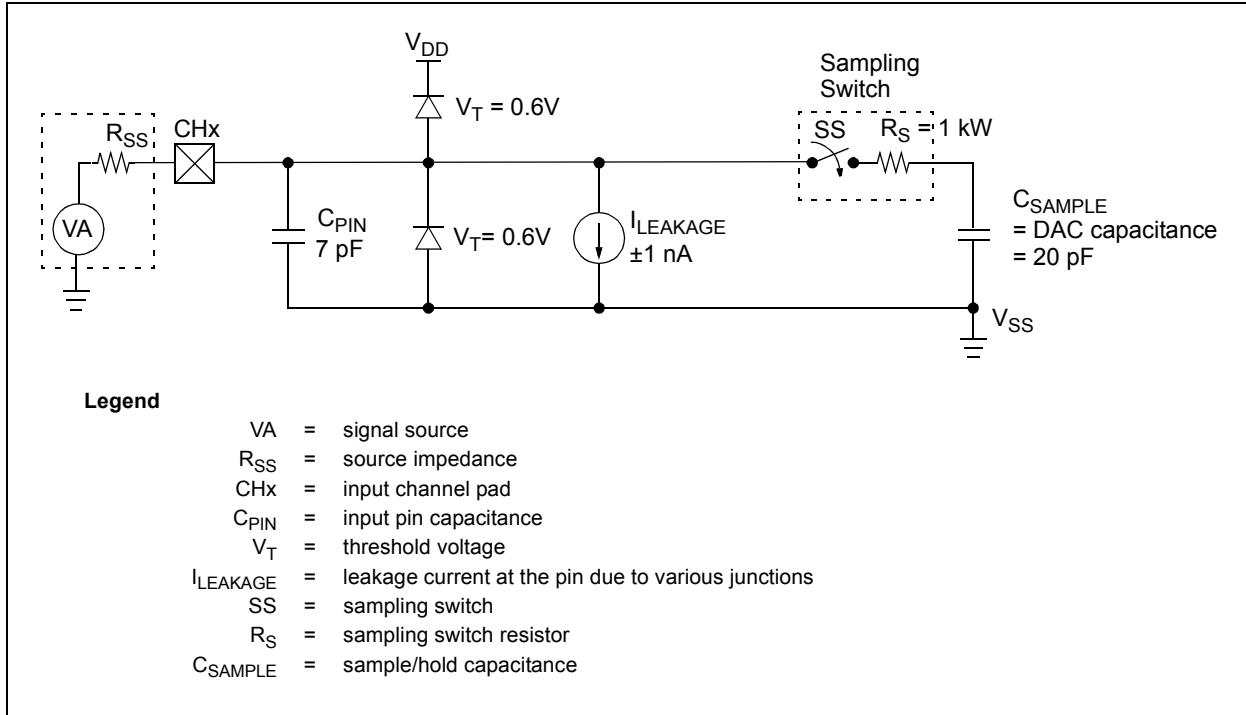 V_DD
Sampling
Switch
R_SS
CHx
V_T = 0.6V
SS
R_S = 1 kW
VA
C_PIN
7 pF
V_T= 0.6V
I_LEAKAGE
±1 nA
C_SAMPLE
= DAC capacitance
= 20 pF
V_SS
Legend
VA = signal source
R_SS = source impedance
CHx = input channel pad
C_PIN = input pin capacitance
V_T = threshold voltage
I_LEAKAGE = leakage current at the pin due to various junctions
SS = sampling switch
R_S = sampling switch resistor
C_SAMPLE = sample/hold capacitance